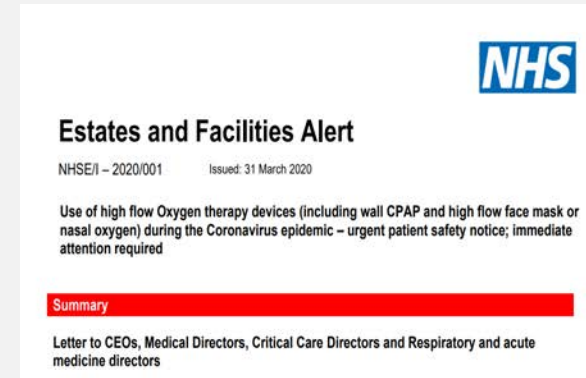 NHS
Estates and Facilities Alert
NHSE/I – 2020/001 Issued: 31 March 2020
Use of high flow Oxygen therapy devices (including wall CPAP and high flow face mask or
nasal oxygen) during the Coronavirus epidemic – urgent patient safety notice; immediate
attention required
Summary
Letter to CEOs, Medical Directors, Critical Care Directors and Respiratory and acute
medicine directors